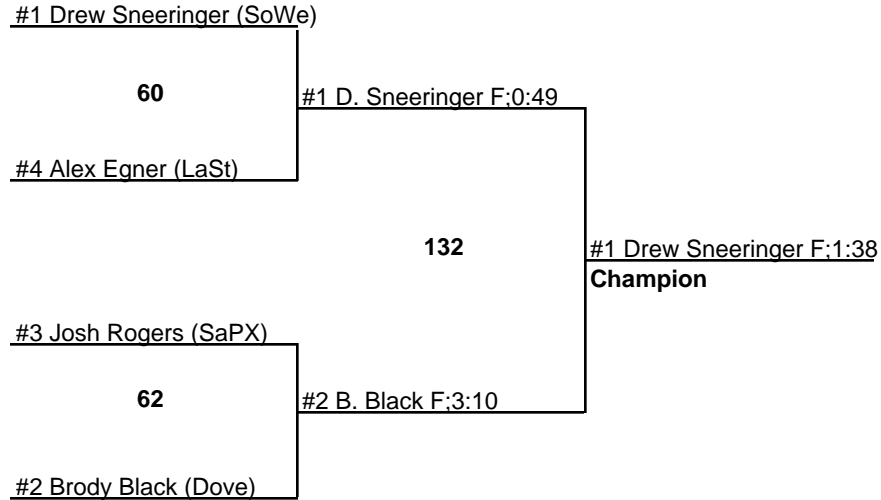 #1 Drew Sneeringer (SoWe)
60
#1 D. Sneeringer F;0:49
#4 Alex Egner (LaSt)
132
#1 Drew Sneeringer F;1:38
Champion
#3 Josh Rogers (SaPX)
62
#2 B. Black F;3:10
#2 Brody Black (Dove)